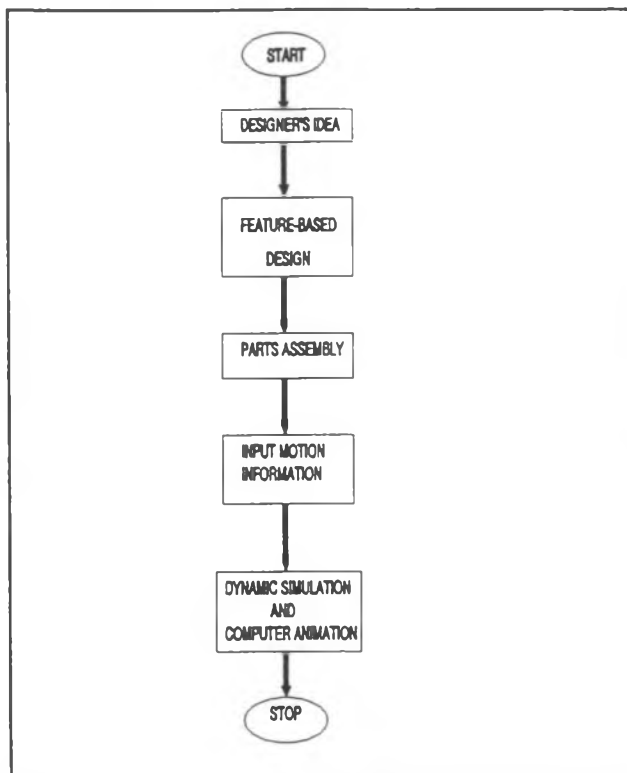 START
DESIGNER'S IDEA
FEATURE-BASED
DESIGN
PARTS ASSEMBLY
INPUT MOTION
INFORMATION
DYNAMIC SIMULATION
AND
COMPUTER ANIMATION
STOP